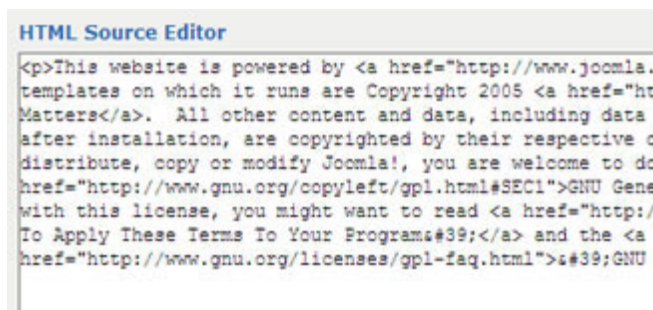 HTML Source Editor
<p>This website is powered by <a href="http://www.joomla.
templates on which it runs are Copyright 2005 <a href="ht
Matters</a>.  All other content and data, including data
after installation, are copyrighted by their respective o
distribute, copy or modify Joomla!, you are welcome to do
href="http://www.gnu.org/copyleft/gpl.html#SEC1">GNU Gene
with this license, you might want to read <a href="http:/
To Apply These Terms To Your Program&#39;</a> and the <a
href="http://www.gnu.org/licenses/gpl-faq.html">&#39;GNU